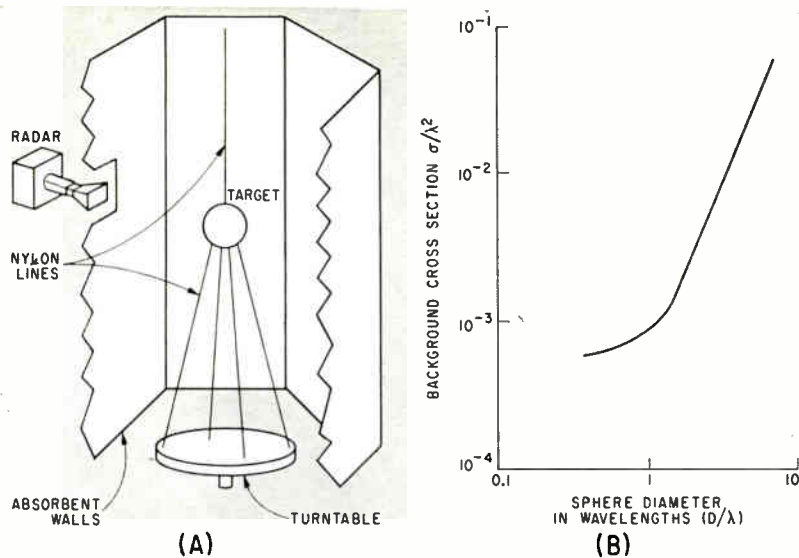 RADAR
TARGET
NYLON
LINES
ABSORBENT
WALLS
TURNTABLE
(A)
BACKGROUND CROSS SECTION σ/λ²
10⁻¹
10⁻²
10⁻³
10⁻⁴
0.1
1
10
SPHERE DIAMETER
IN WAVELENGTHS (D/λ)
(B)